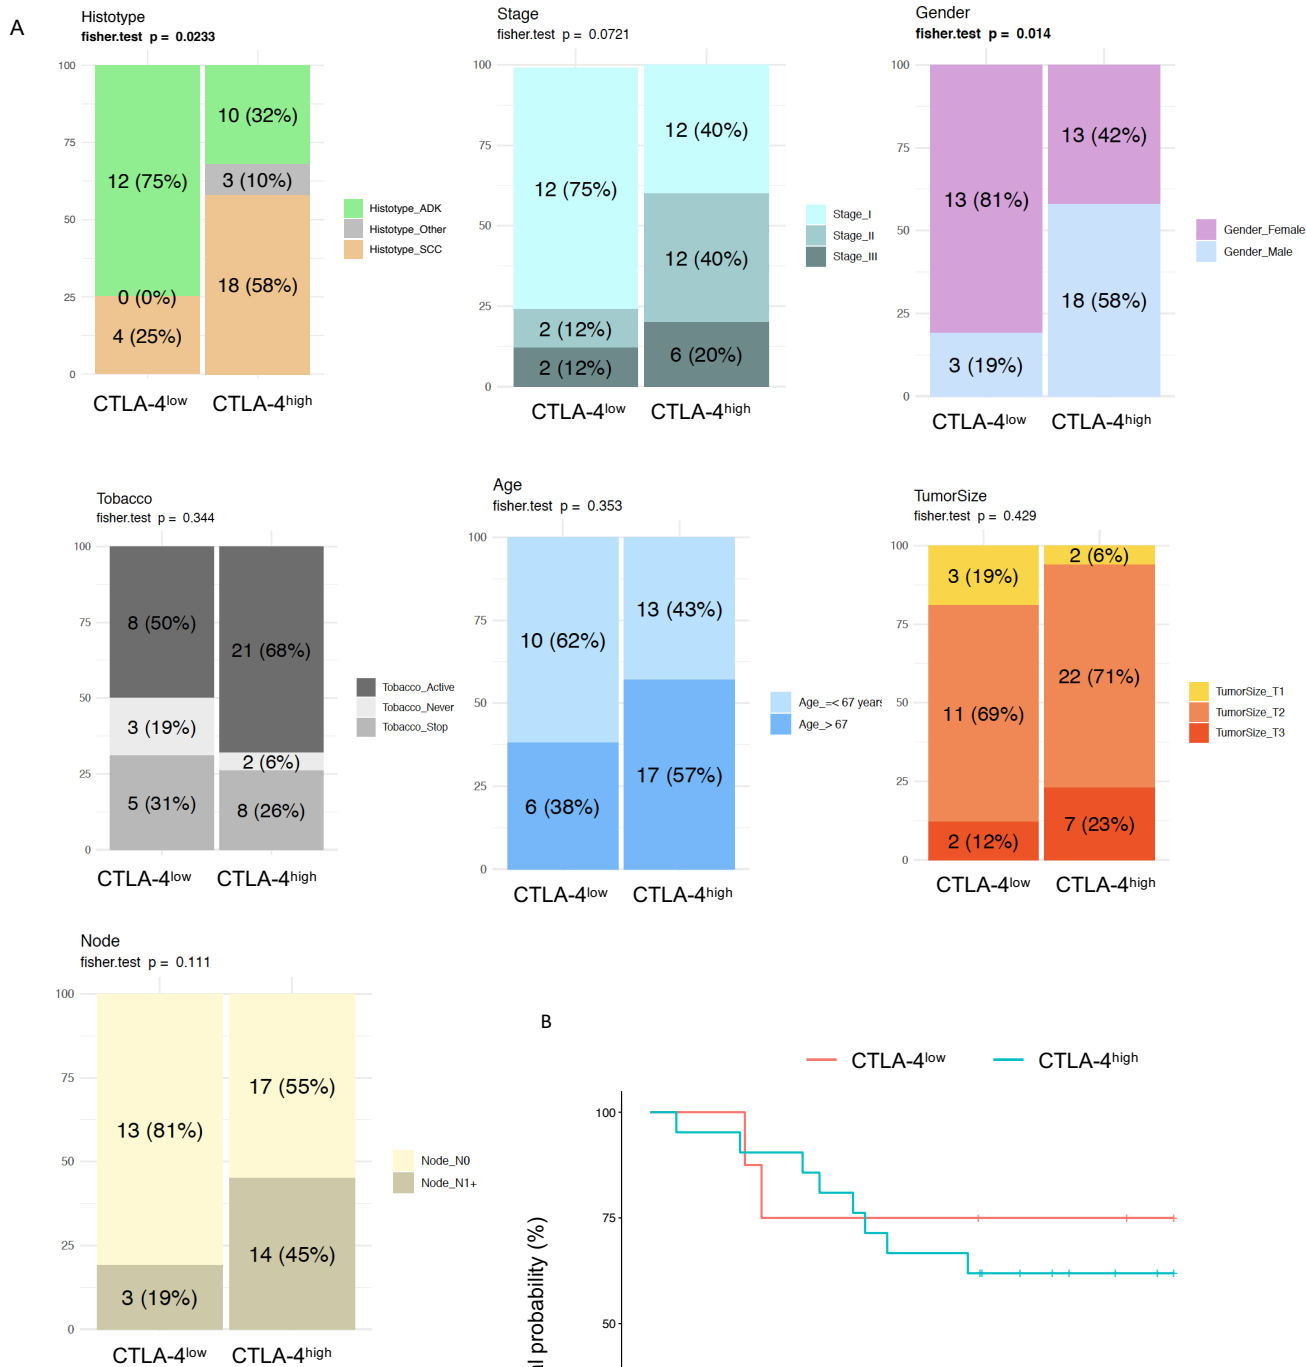 A
Histotype
fisher.test p = 0.0233
100
75
50
25
0
10 (32%)
12 (75%)
3 (10%)
18 (58%)
0 (0%)
4 (25%)
Histotype_ADK
Histotype_Other
Histotype_SCC
CTLA-4low
CTLA-4high
Stage
fisher.test p = 0.0721
100
75
50
25
0
12 (40%)
12 (75%)
12 (40%)
2 (12%)
6 (20%)
2 (12%)
Stage_I
Stage_II
Stage_III
CTLA-4low
CTLA-4high
Gender
fisher.test p = 0.014
100
75
50
25
0
13 (42%)
13 (81%)
18 (58%)
3 (19%)
Gender_Female
Gender_Male
CTLA-4low
CTLA-4high
Tobacco
fisher.test p = 0.344
100
75
50
25
0
8 (50%)
21 (68%)
3 (19%)
2 (6%)
5 (31%)
8 (26%)
Tobacco_Active
Tobacco_Never
Tobacco_Stop
CTLA-4low
CTLA-4high
Age
fisher.test p = 0.353
100
75
50
25
0
13 (43%)
10 (62%)
17 (57%)
6 (38%)
Age_=< 67 years
Age_> 67
CTLA-4low
CTLA-4high
TumorSize
fisher.test p = 0.429
100
75
50
25
0
2 (6%)
3 (19%)
22 (71%)
11 (69%)
7 (23%)
2 (12%)
TumorSize_T1
TumorSize_T2
TumorSize_T3
CTLA-4low
CTLA-4high
Node
fisher.test p = 0.111
100
75
50
25
0
17 (55%)
13 (81%)
14 (45%)
3 (19%)
Node_N0
Node_N1+
CTLA-4low
CTLA-4high
B
CTLA-4low
CTLA-4high
100
75
50
probability (%)